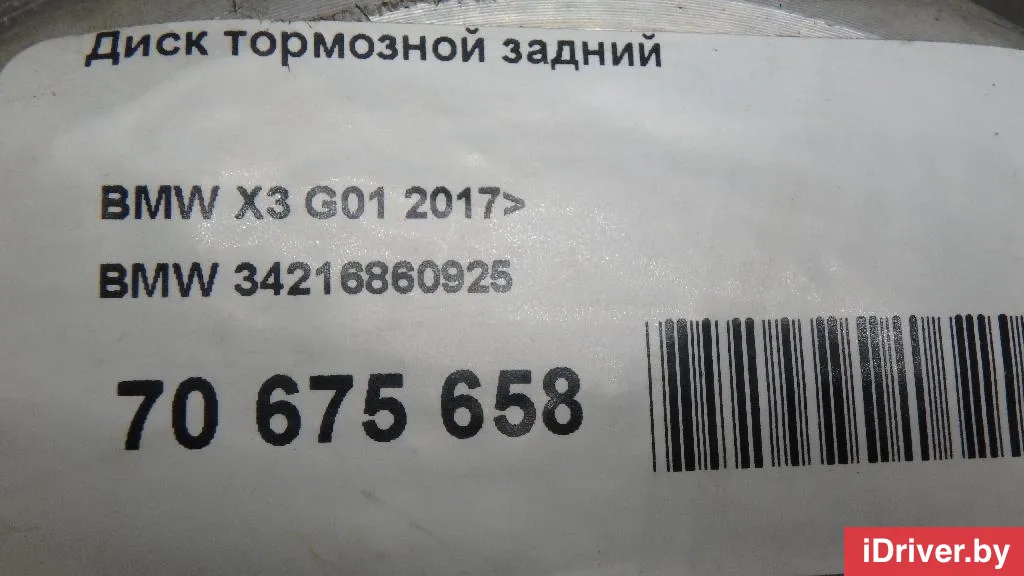 Диск тормозной задний
BMW X3 G01 2017>
BMW 34216860925
70 675 658
iDriver.by